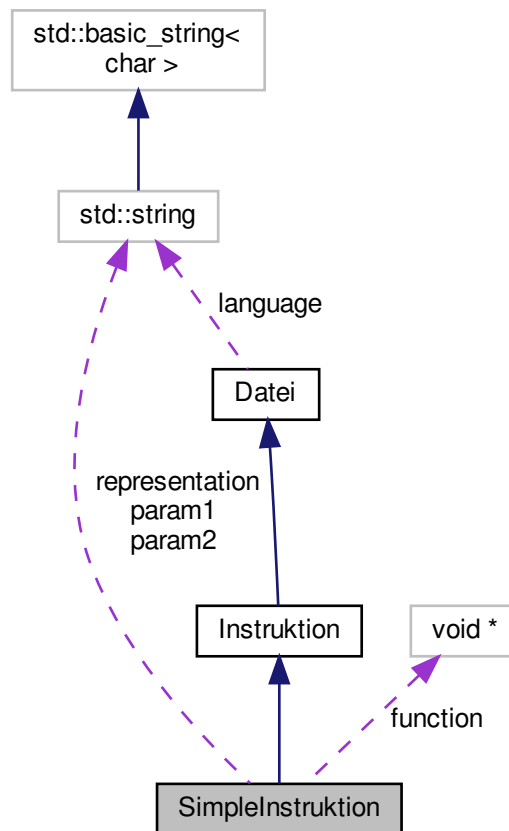 std::basic_string<
char >
std::string
language
Datei
representation
param1
param2
Instruktion
void *
function
SimpleInstruktion